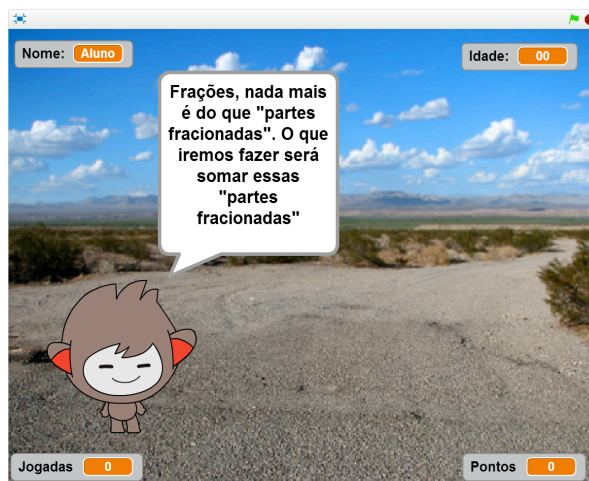 Nome: Aluno
Idade: 00
Frações, nada mais
é do que "partes
fracionadas". O que
iremos fazer será
somar essas
"partes
fracionadas"
Jogadas 0
Pontos 0